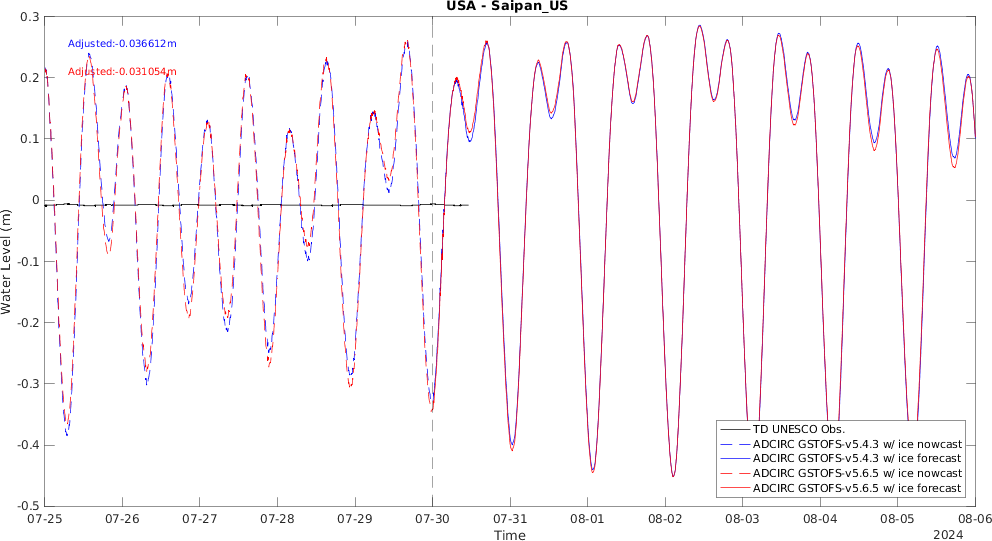 USA - Saipan_US
Adjusted:-0.036612m
Adjusted:-0.031054m
0.3
0.2
0.1
0
-0.1
-0.2
-0.3
-0.4
-0.5
Water Level (m)
TD UNESCO Obs.
ADCIRC GSTOFS-v5.4.3 w/ ice nowcast
ADCIRC GSTOFS-v5.4.3 w/ ice forecast
ADCIRC GSTOFS-v5.6.5 w/ ice nowcast
ADCIRC GSTOFS-v5.6.5 w/ ice forecast
07-25 07-26 07-27 07-28 07-29 07-30 07-31 08-01 08-02 08-03 08-04 08-05 08-06
Time
2024